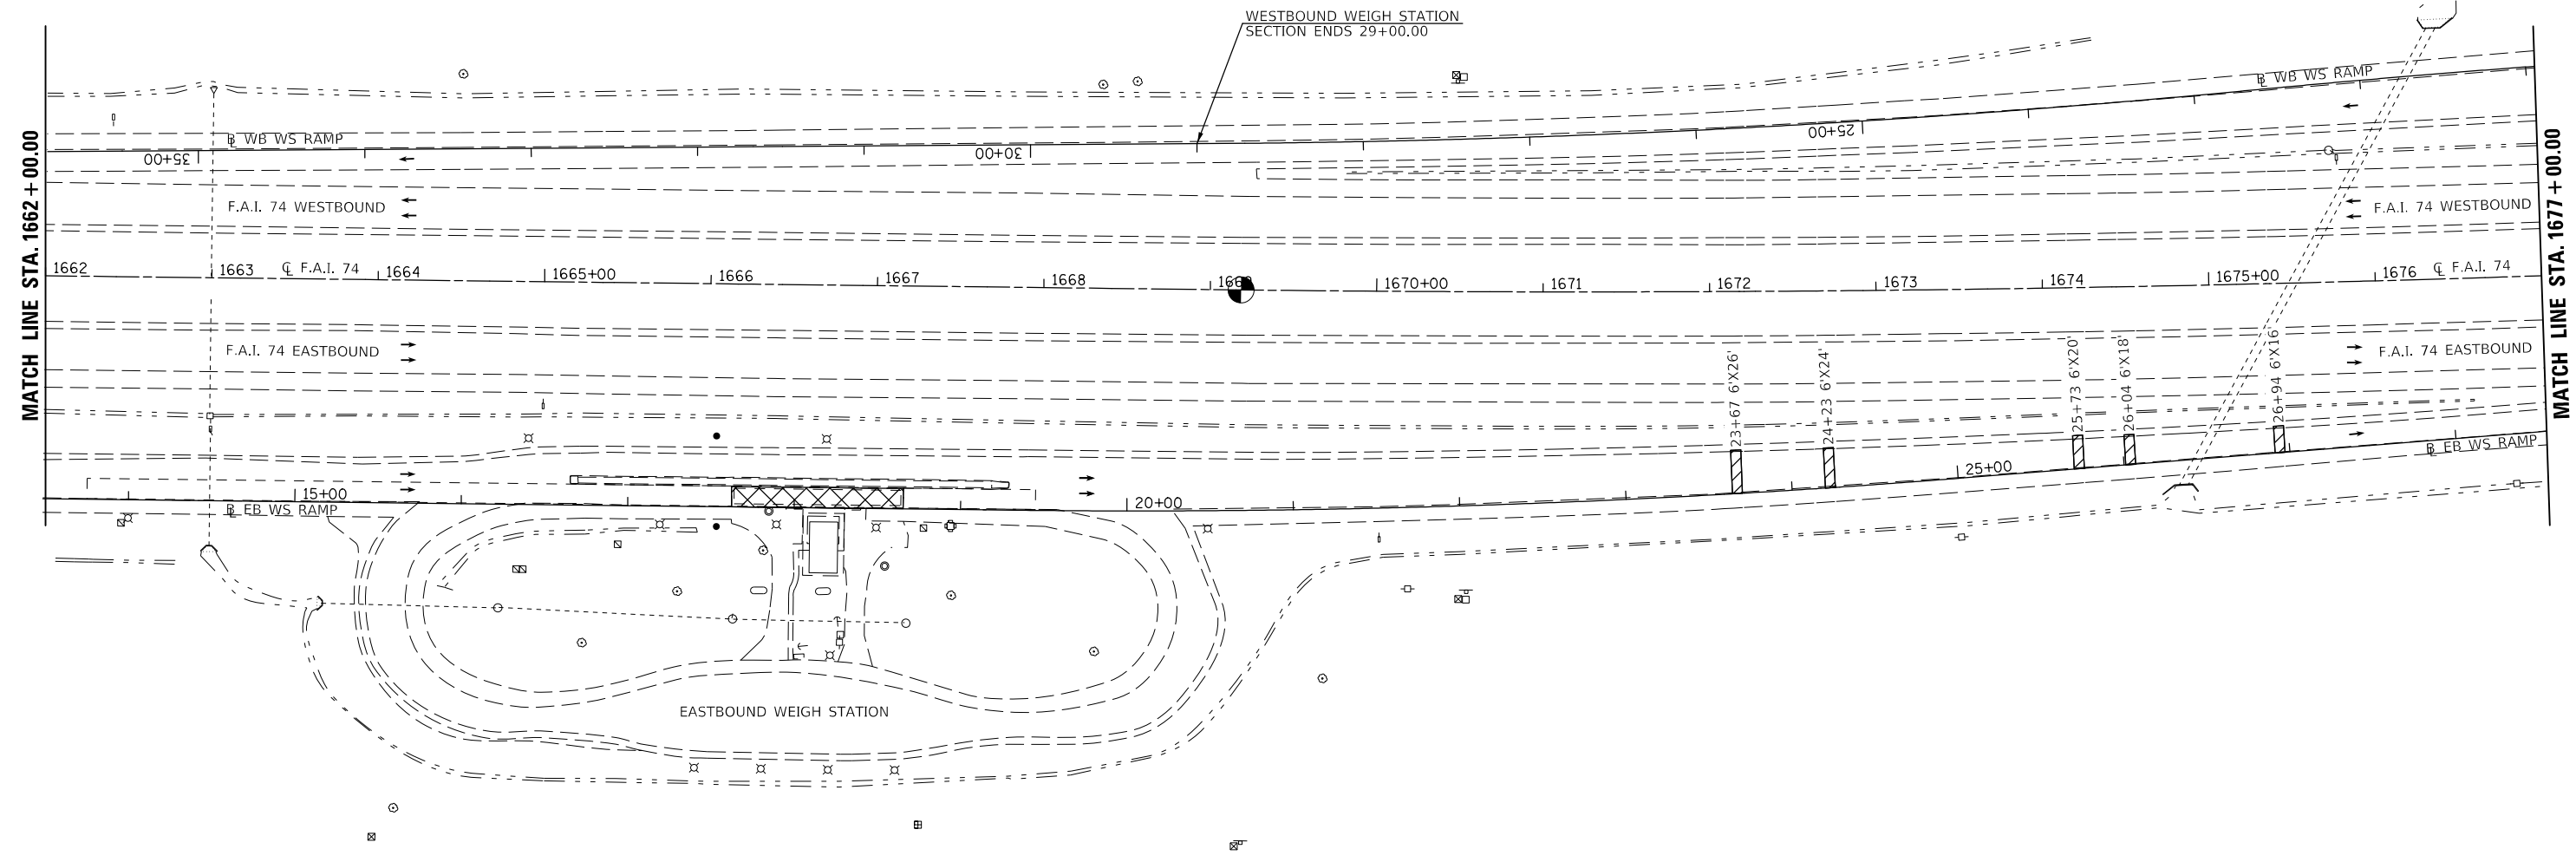 WESTBOUND WEIGH STATION
SECTION ENDS 29+00.00
MATCH LINE STA. 1662+00.00
MATCH LINE STA. 1677+00.00
℄ WB WS RAMP
B WB WS RAMP
35+00
30+00
25+00
F.A.I. 74 WESTBOUND
F.A.I. 74 WESTBOUND
1662
1663
℄ F.A.I. 74
1664
1665+00
1666
1667
1668
1669
1670+00
1671
1672
1673
1674
1675+00
1676
℄ F.A.I. 74
F.A.I. 74 EASTBOUND
F.A.I. 74 EASTBOUND
23+67 6'X26'
24+23 6'X24'
25+73 6'X20'
26+04 6'X18'
26+94 6'X16'
15+00
20+00
25+00
B EB WS RAMP
B EB WS RAMP
EASTBOUND WEIGH STATION